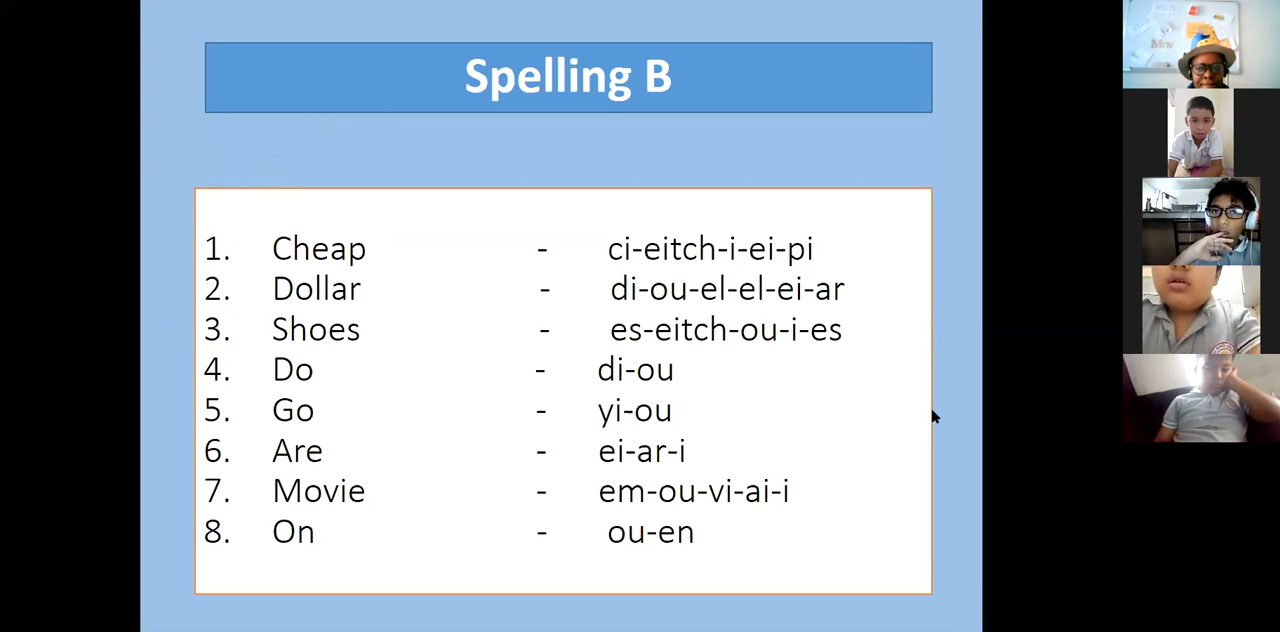 Spelling B
1. Cheap - ci-eitch-i-ei-pi
2. Dollar - di-ou-el-el-ei-ar
3. Shoes - es-eitch-ou-i-es
4. Do - di-ou
5. Go - yi-ou
6. Are - ei-ar-i
7. Movie - em-ou-vi-ai-i
8. On - ou-en